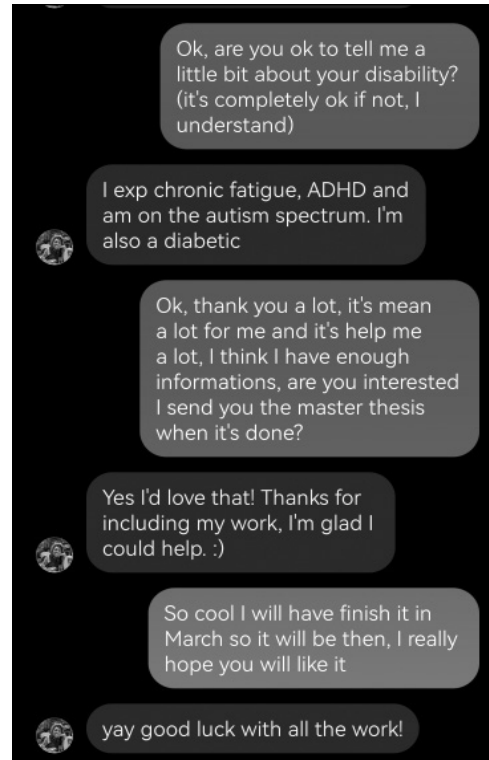 Ok, are you ok to tell me a
little bit about your disability?
(it's completely ok if not, I
understand)
I exp chronic fatigue, ADHD and
am on the autism spectrum. I'm
also a diabetic
Ok, thank you a lot, it's mean
a lot for me and it's help me
a lot, I think I have enough
informations, are you interested
I send you the master thesis
when it's done?
Yes I'd love that! Thanks for
including my work, I'm glad I
could help. :)
So cool I will have finish it in
March so it will be then, I really
hope you will like it
yay good luck with all the work!